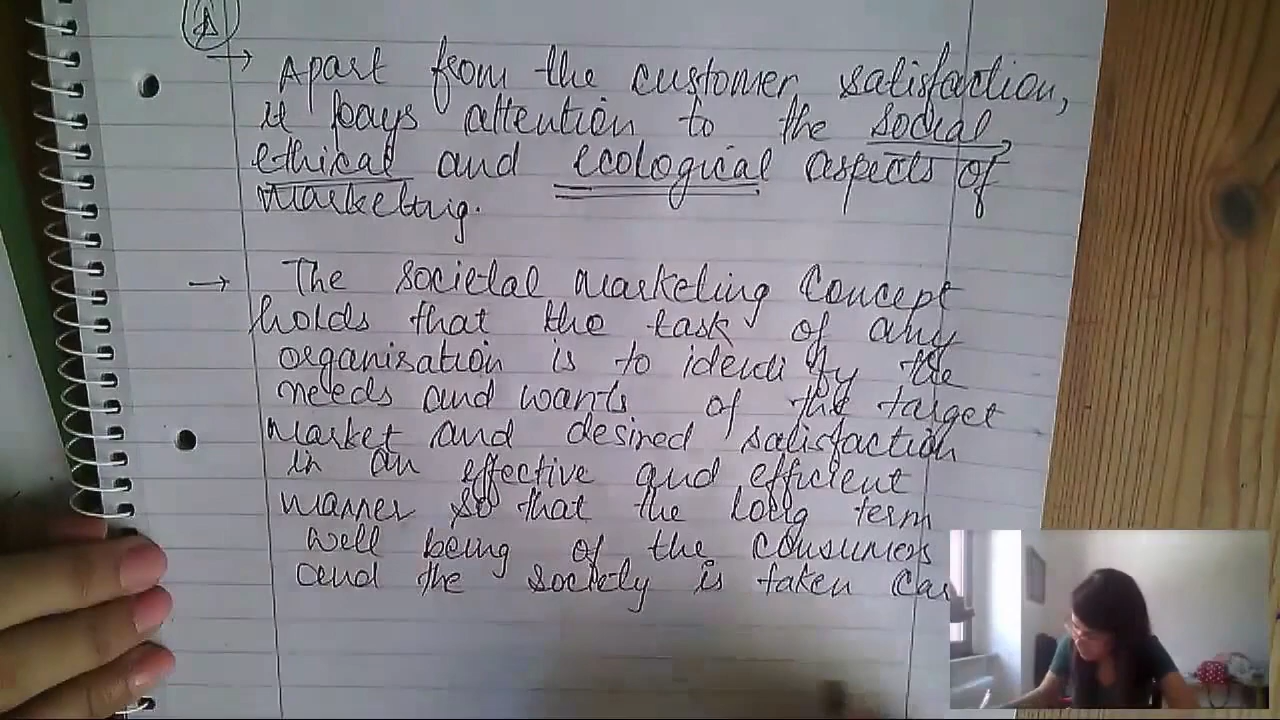 A
→ Apart from the customer satisfaction,
it pays attention to the social,
ethical and ecological aspects of
marketing.
→ The societal marketing concept
holds that the task of any
organisation is to identify the
needs and wants of the target
market and desired satisfaction
in an effective and efficient
manner so that the long term
well being of the consumers
and the society is taken